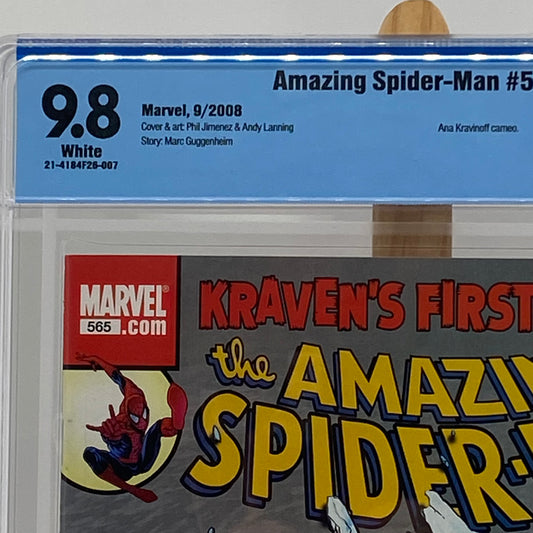 Amazing Spider-Man #5
9.8
White
21-4184F26-007
Marvel, 9/2008
Cover & art: Phil Jimenez & Andy Lanning
Story: Marc Guggenheim
Ana Kravinoff cameo.
MARVEL
565 .com
KRAVEN'S FIRST
the AMAZIN
SPIDER-